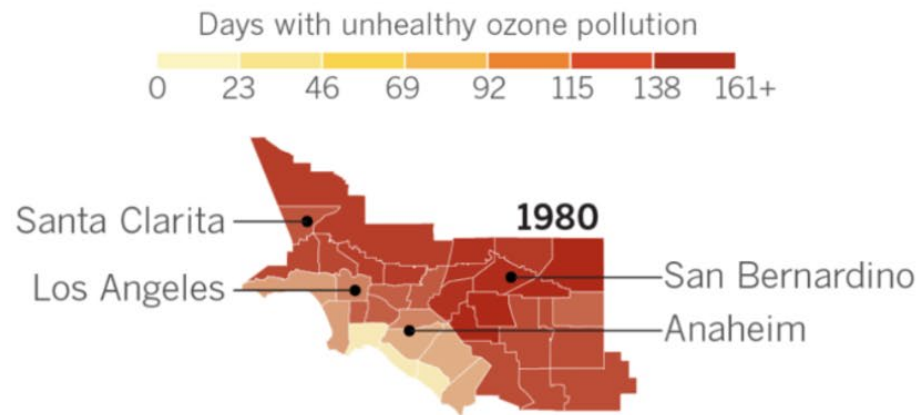 Days with unhealthy ozone pollution
0 23 46 69 92 115 138 161+
1980
Santa Clarita
San Bernardino
Los Angeles
Anaheim